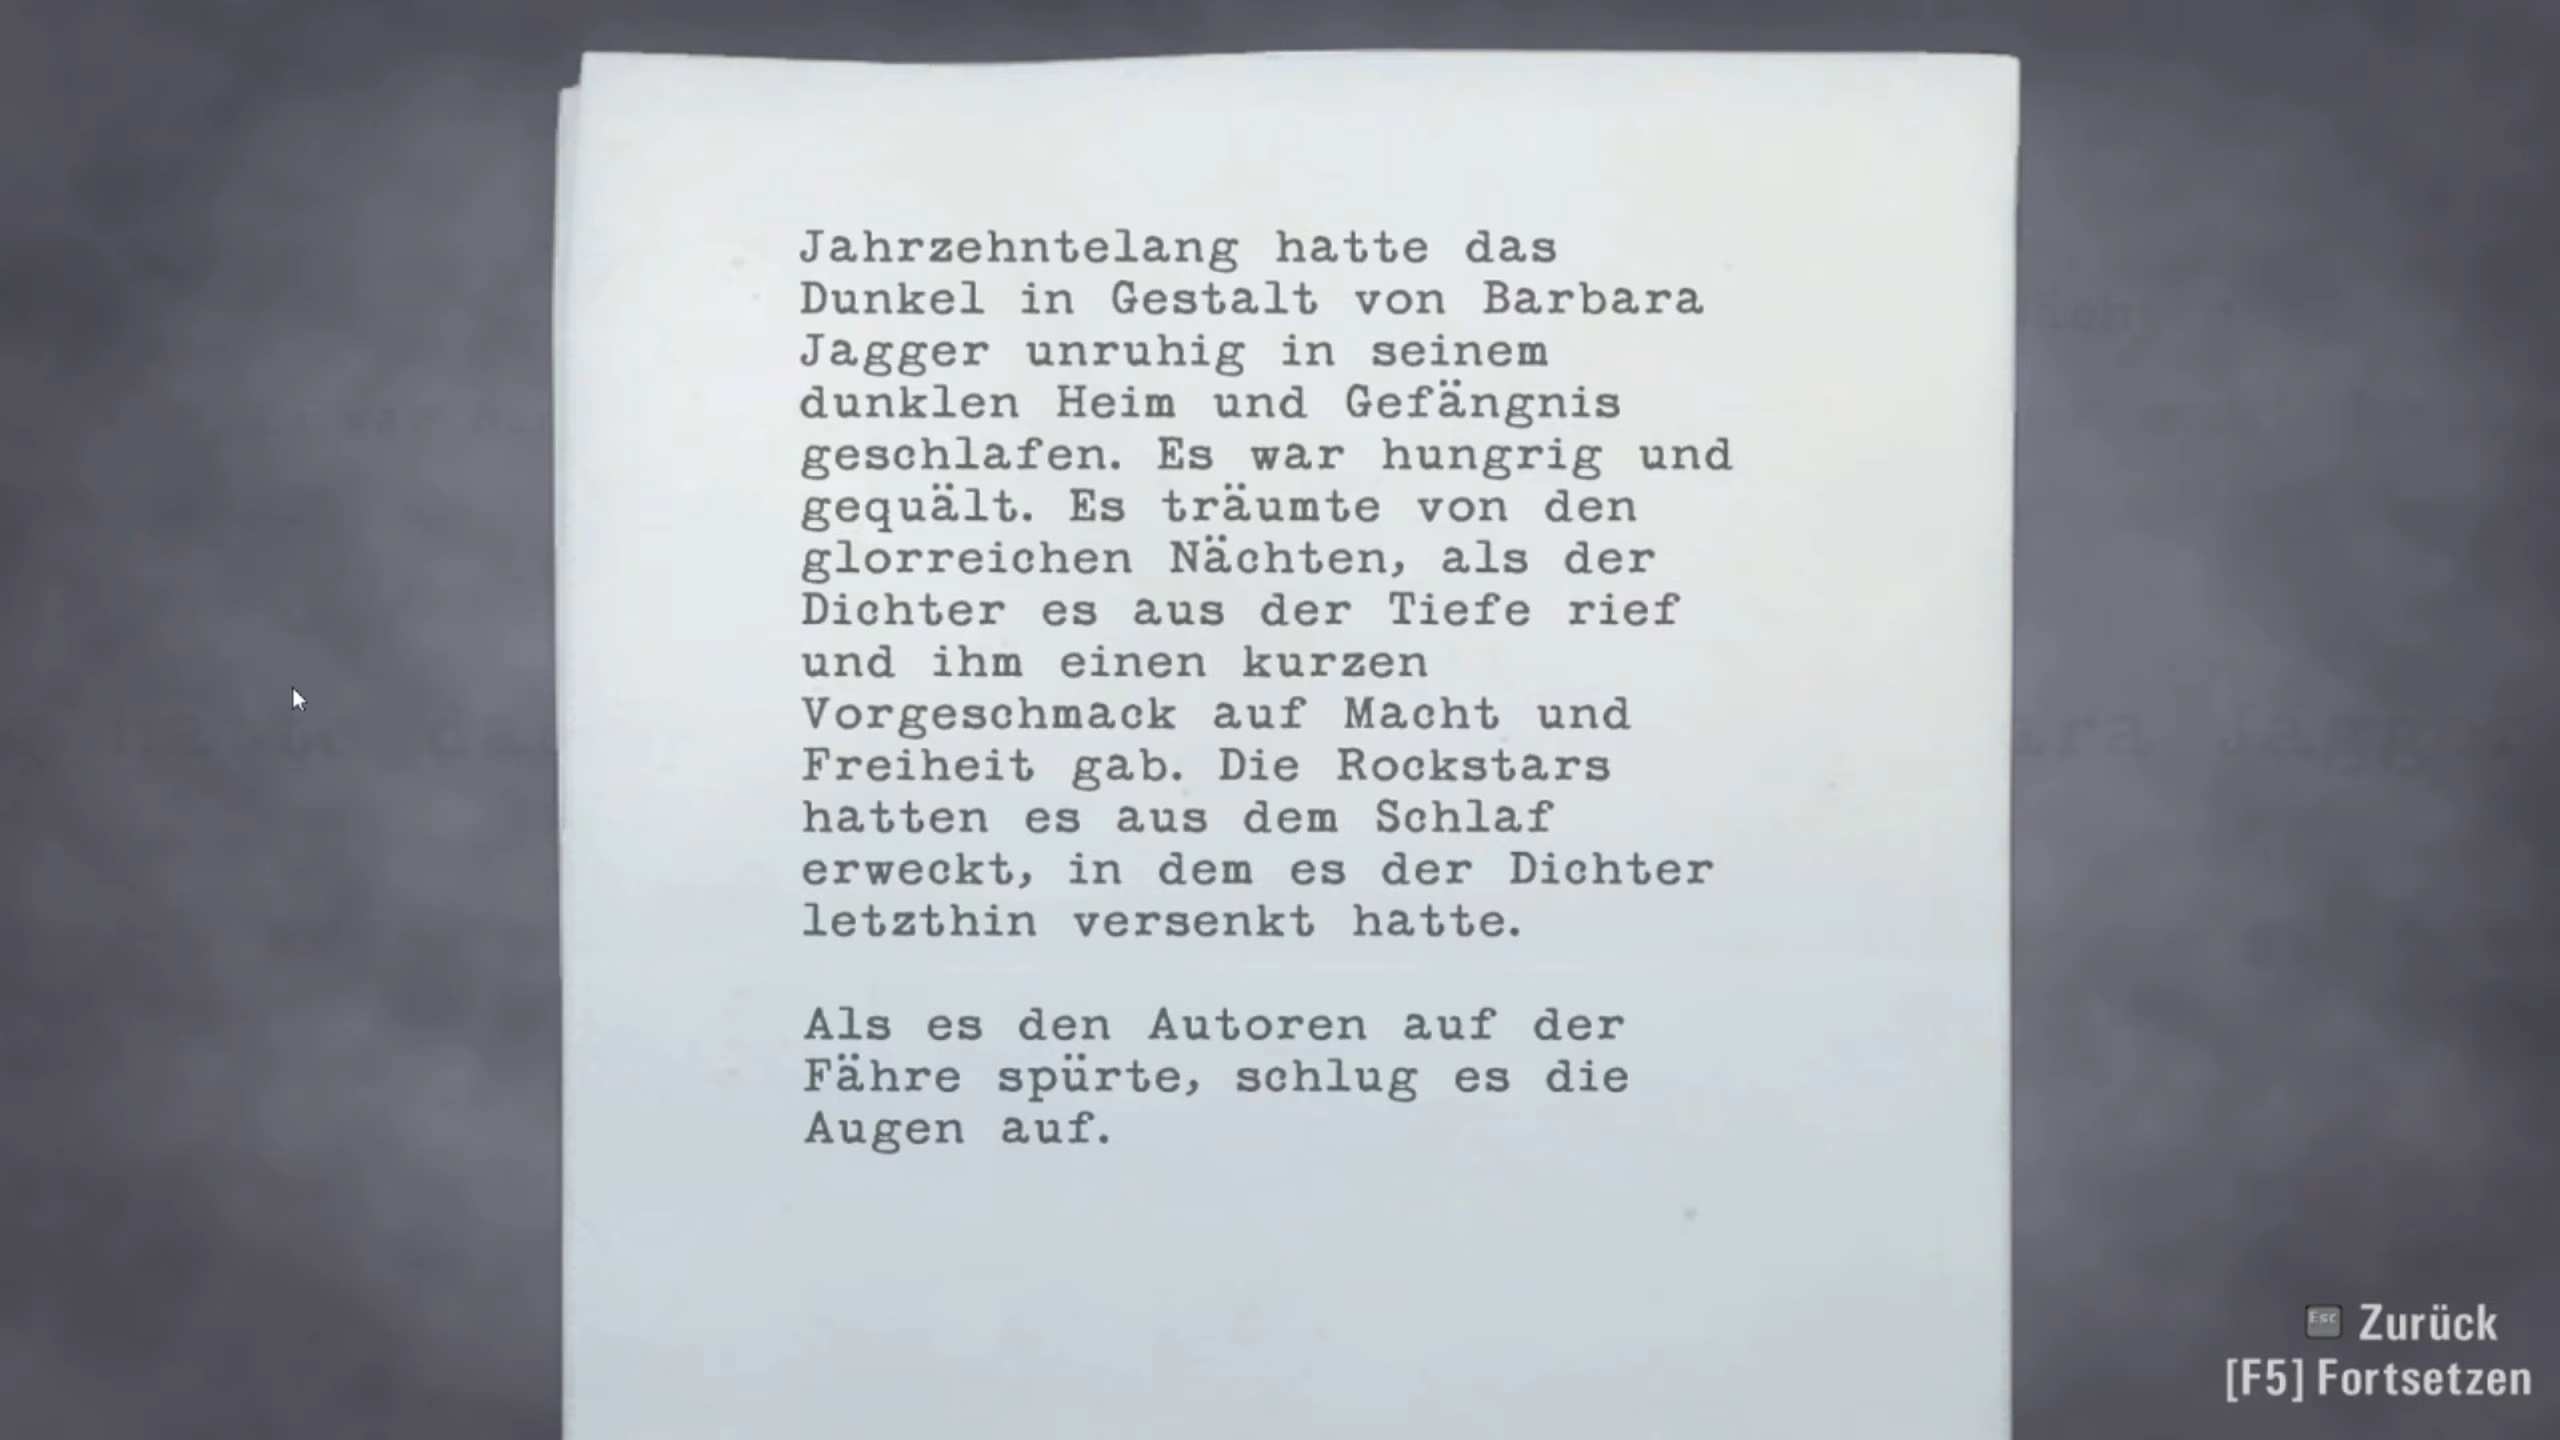 Jahrzehntelang hatte das
Dunkel in Gestalt von Barbara
Jagger unruhig in seinem
dunklen Heim und Gefängnis
geschlafen. Es war hungrig und
gequält. Es träumte von den
glorreichen Nächten, als der
Dichter es aus der Tiefe rief
und ihm einen kurzen
Vorgeschmack auf Macht und
Freiheit gab. Die Rockstars
hatten es aus dem Schlaf
erweckt, in dem es der Dichter
letzthin versenkt hatte.
Als es den Autoren auf der
Fähre spürte, schlug es die
Augen auf.
Esc Zurück
[F5] Fortsetzen